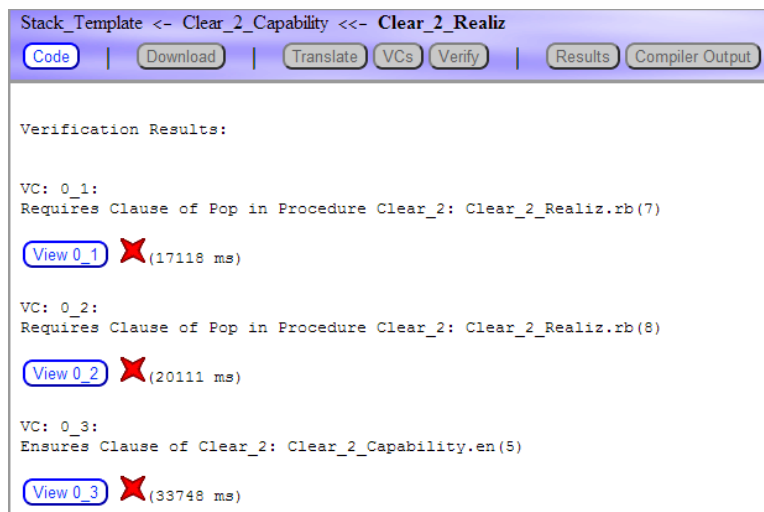 Stack_Template <- Clear_2_Capability <<- Clear_2_Realiz
Code | Download | Translate VCs Verify | Results Compiler Output
Verification Results:
VC: 0_1:
Requires Clause of Pop in Procedure Clear_2: Clear_2_Realiz.rb(7)
View 0_1 (17118 ms)
VC: 0_2:
Requires Clause of Pop in Procedure Clear_2: Clear_2_Realiz.rb(8)
View 0_2 (20111 ms)
VC: 0_3:
Ensures Clause of Clear_2: Clear_2_Capability.en(5)
View 0_3 (33748 ms)